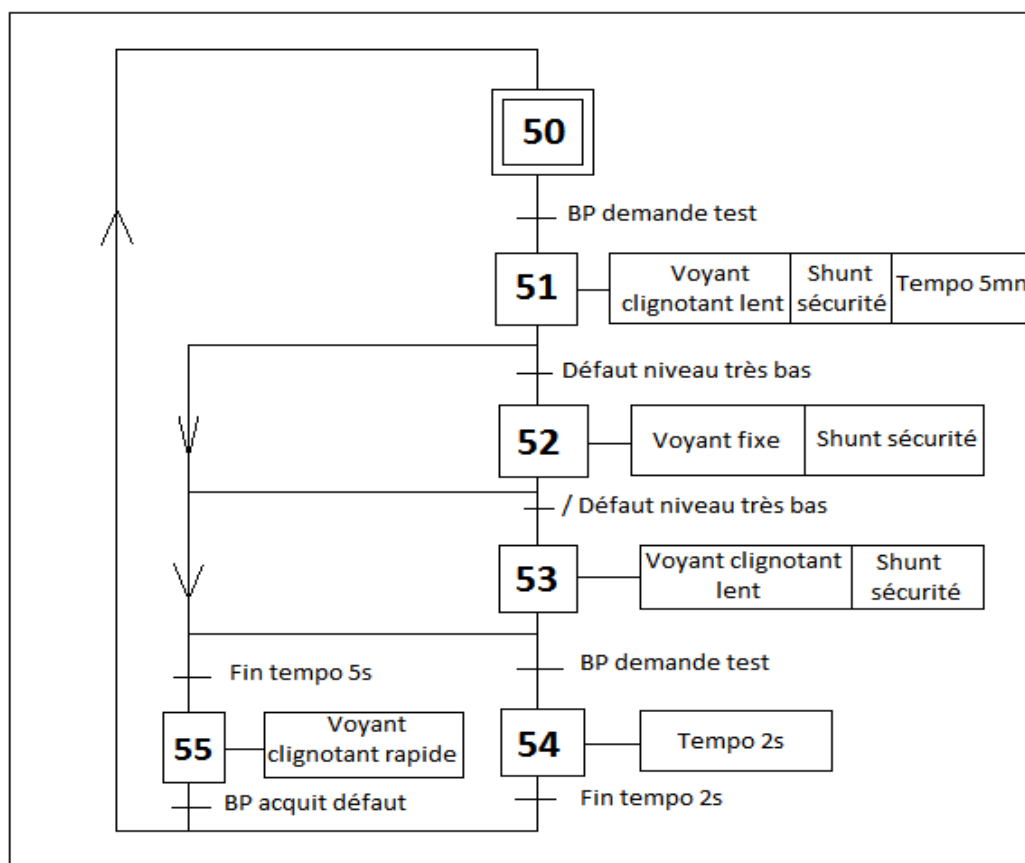 50
BP demande test
51
Voyant
clignotant lent
Shunt
sécurité
Tempo 5mn
Défaut niveau très bas
52
Voyant fixe
Shunt sécurité
/ Défaut niveau très bas
53
Voyant clignotant
lent
Shunt
sécurité
Fin tempo 5s
BP demande test
55
Voyant
clignotant rapide
54
Tempo 2s
BP acquit défaut
Fin tempo 2s